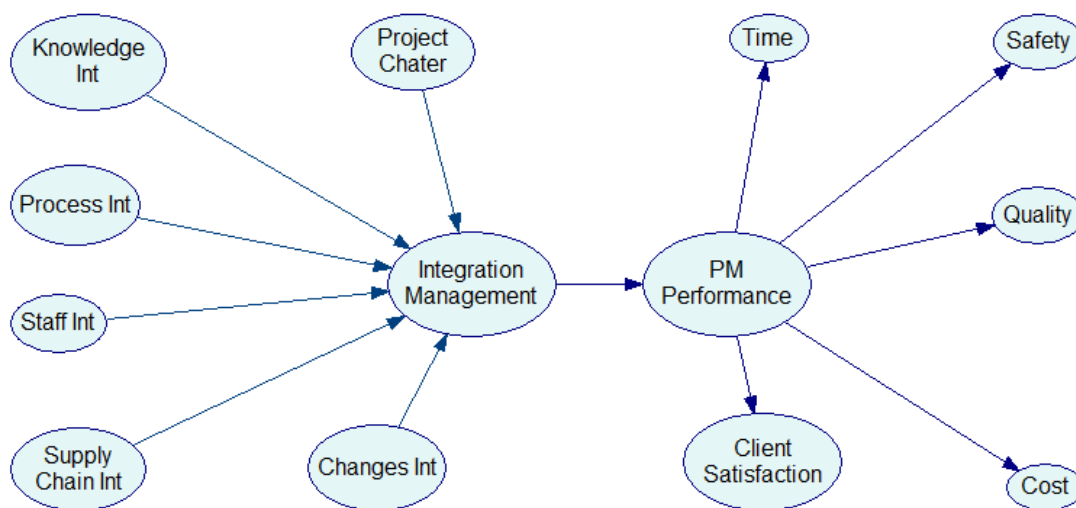 Knowledge
Int
Project
Chater
Time
Safety
Process Int
Quality
Integration
Management
PM
Performance
Staff Int
Supply
Chain Int
Changes Int
Client
Satisfaction
Cost